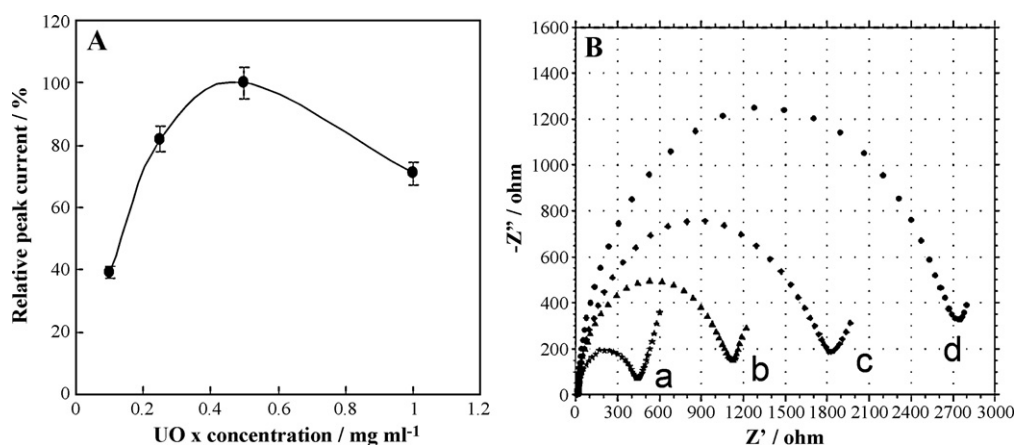 A
Relative peak current / %
120
100
80
60
40
20
0
0 0.2 0.4 0.6 0.8 1 1.2
UO x concentration / mg ml-1
B
-Z” / ohm
1600
1400
1200
1000
800
600
400
200
0
a b c d
0 300 600 900 1200 1500 1800 2100 2400 2700 3000
Z’ / ohm